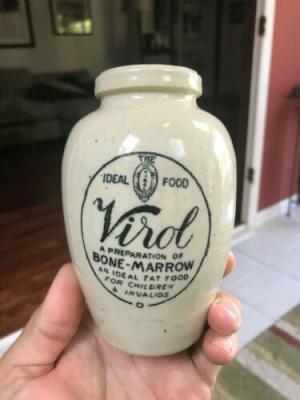 THE
IDEAL FOOD
Virol
A PREPARATION OF
BONE-MARROW
AN IDEAL FAT FOOD
FOR CHILDREN
& INVALIDS